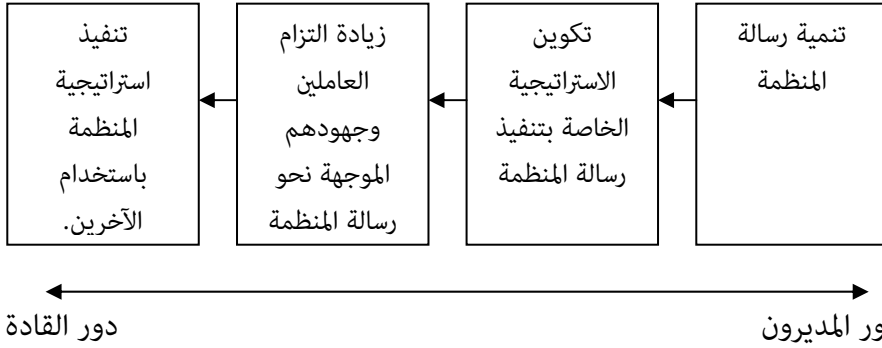 تنمية رسالة
المنظمة
تكوين
الاستراتيجية
الخاصة بتنفيذ
رسالة المنظمة
زيادة التزام
العاملين
وجهودهم
الموجهة نحو
رسالة المنظمة
تنفيذ
استراتيجية
المنظمة
باستخدام
الآخرين.
ور المديرون
دور القادة